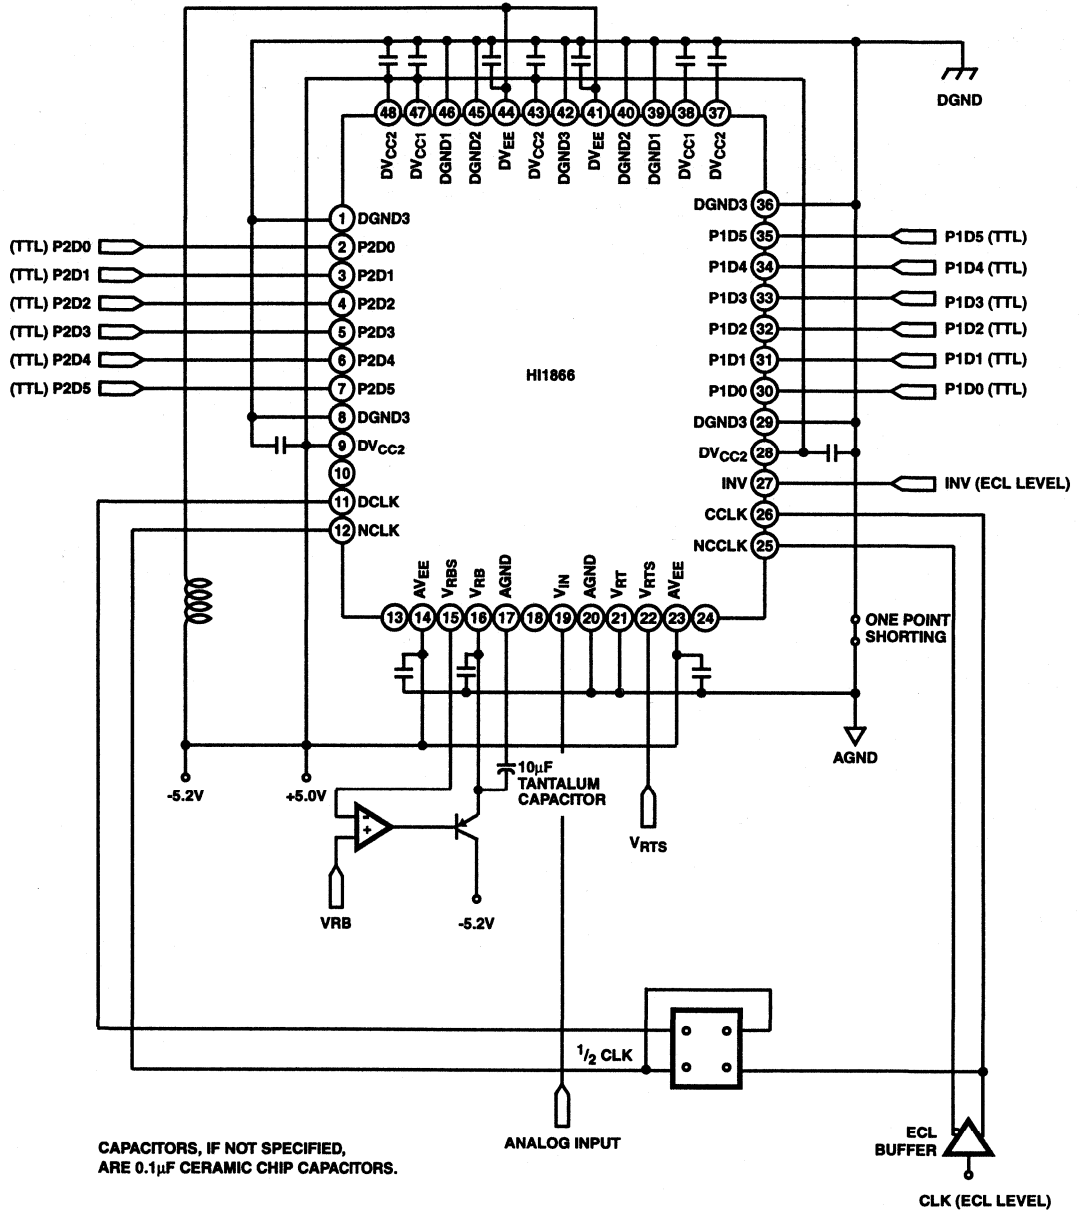 DGND
48 47 46 45 44 43 42 41 40 39 38 37
DVCC2 DVCC1 DGND1 DGND2 DVEE DVCC2 DGND3 DVEE DGND2 DGND1 DVCC1 DVCC2
1 DGND3
DGND3 36
(TTL) P2D0 2 P2D0
P1D5 35 P1D5 (TTL)
(TTL) P2D1 3 P2D1
P1D4 34 P1D4 (TTL)
(TTL) P2D2 4 P2D2
P1D3 33 P1D3 (TTL)
(TTL) P2D3 5 P2D3
P1D2 32 P1D2 (TTL)
(TTL) P2D4 6 P2D4
P1D1 31 P1D1 (TTL)
HI1866
(TTL) P2D5 7 P2D5
P1D0 30 P1D0 (TTL)
8 DGND3
DGND3 29
9 DVCC2
DVCC2 28
10
INV 27 INV (ECL LEVEL)
11 DCLK
CCLK 26
12 NCLK
NCCLK 25
AVEE VRBS VRB AGND VIN AGND VRT VRTS AVEE
13 14 15 16 17 18 19 20 21 22 23 24
ONE POINT
SHORTING
AGND
-5.2V
+5.0V
10μF
TANTALUM
CAPACITOR
-
+
VRTS
VRB
-5.2V
1/2 CLK
ANALOG INPUT
ECL
BUFFER
CLK (ECL LEVEL)
CAPACITORS, IF NOT SPECIFIED,
ARE 0.1μF CERAMIC CHIP CAPACITORS.